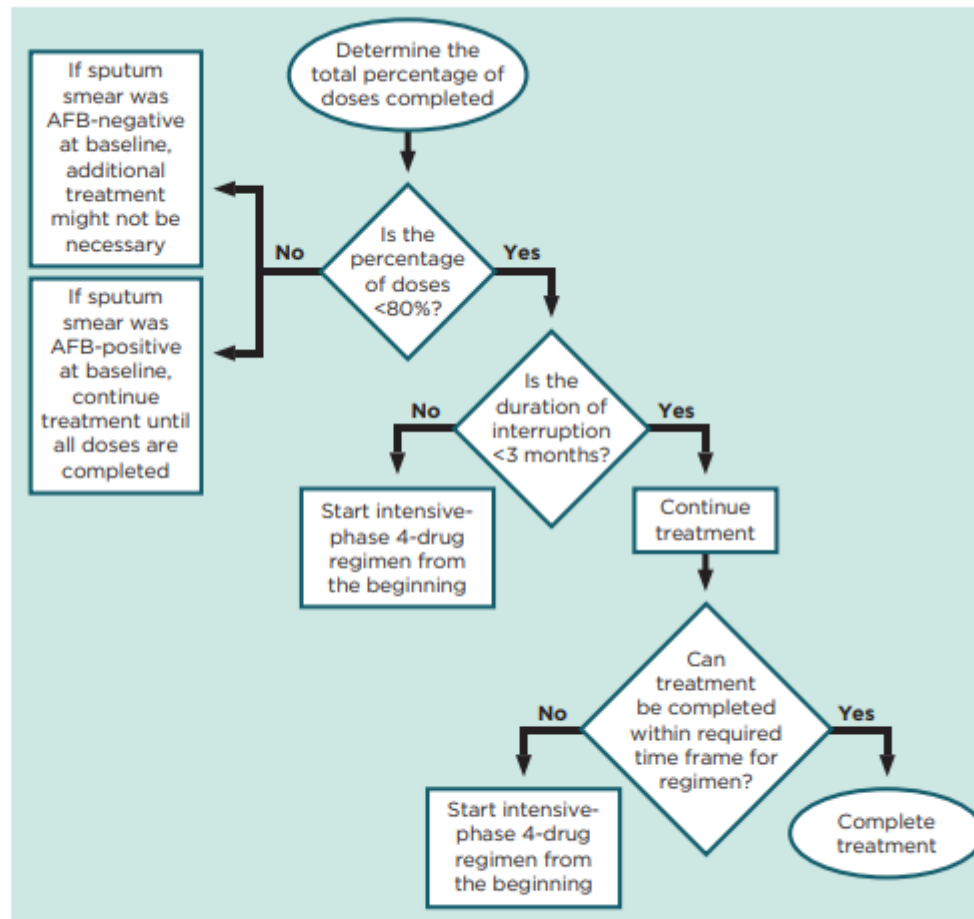 Determine the
total percentage of
doses completed
If sputum
smear was
AFB-negative
at baseline,
additional
treatment
might not be
necessary
No
Is the
percentage
of doses
<80%?
Yes
If sputum
smear was
AFB-positive
at baseline,
continue
treatment until
all doses are
completed
No
Is the
duration of
interruption
<3 months?
Yes
Start intensive-
phase 4-drug
regimen from
the beginning
Continue
treatment
No
Can
treatment
be completed
within required
time frame for
regimen?
Yes
Start intensive-
phase 4-drug
regimen from
the beginning
Complete
treatment